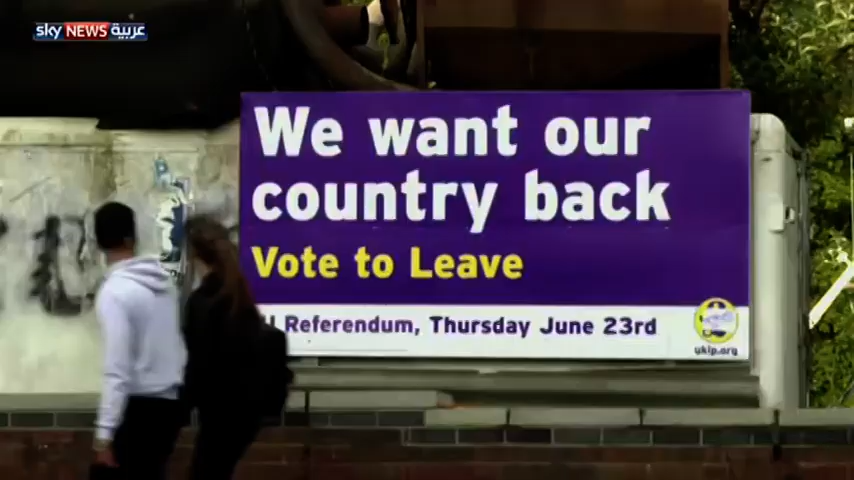 sky NEWS عربية
We want our
country back
Vote to Leave
Referendum, Thursday June 23rd
ukip.org